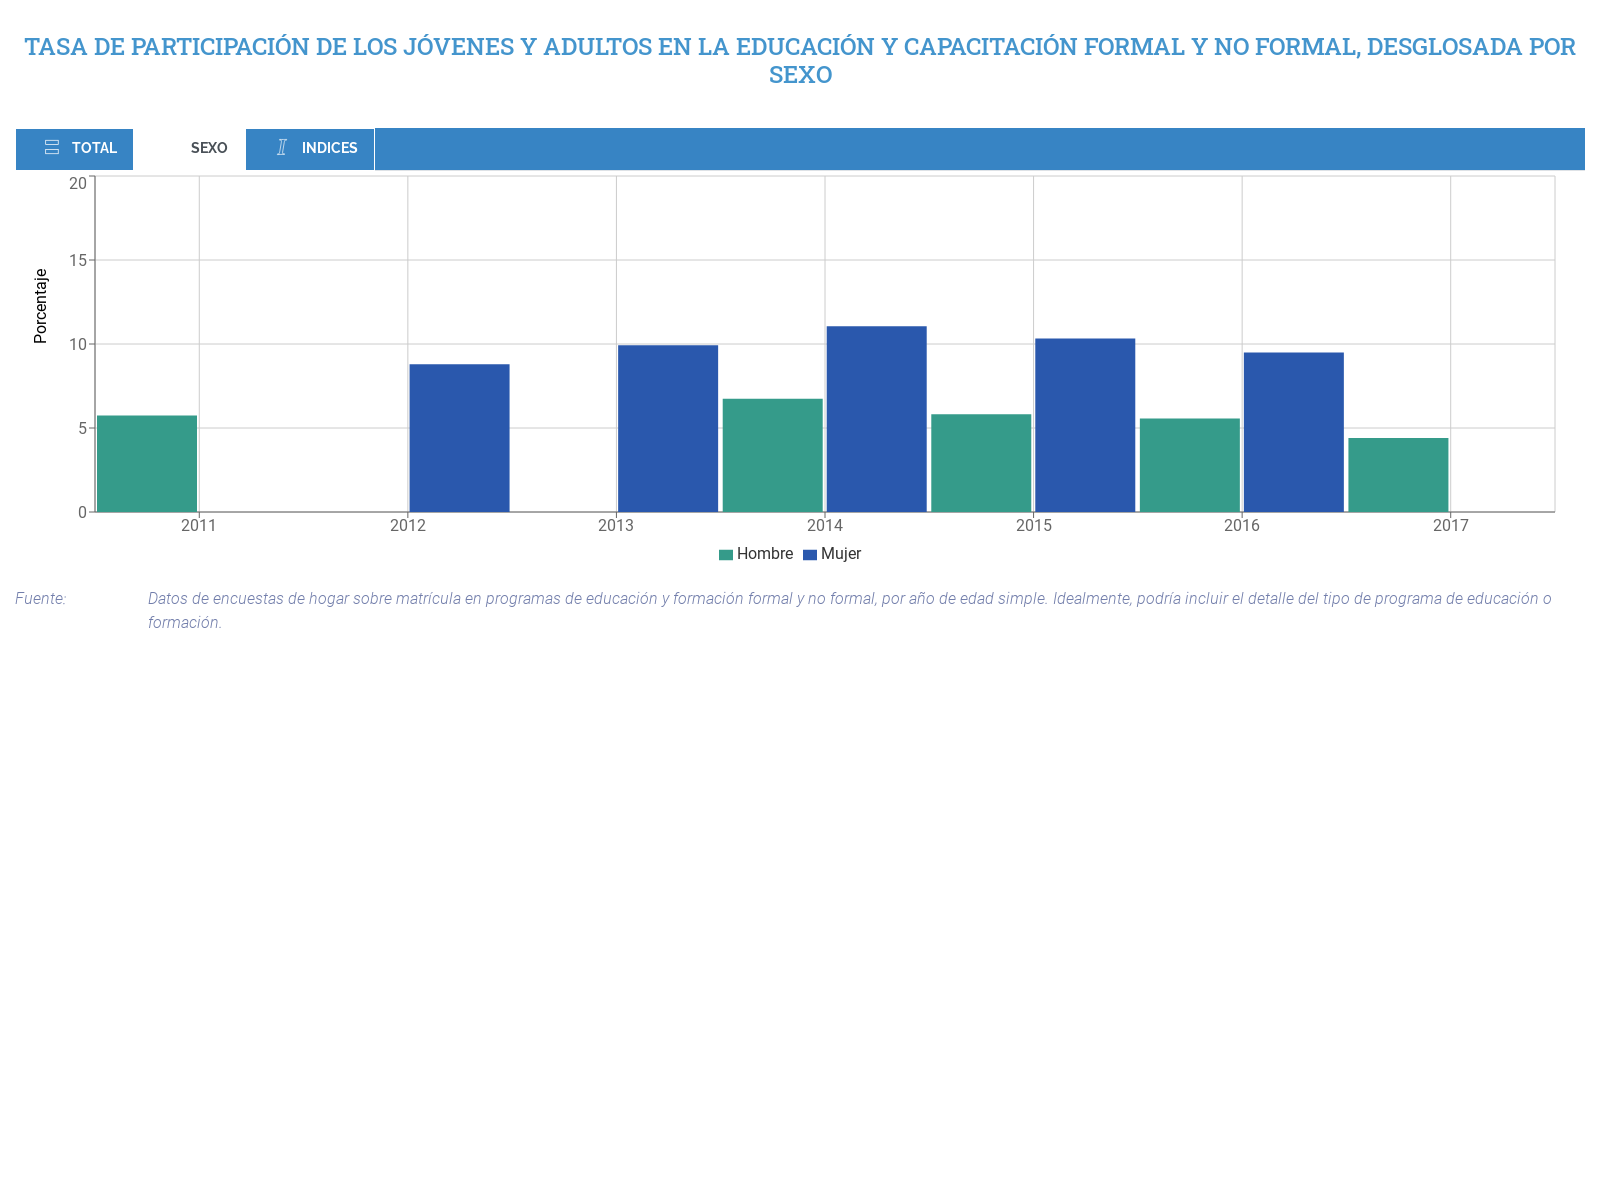 TASA DE PARTICIPACIÓN DE LOS JÓVENES Y ADULTOS EN LA EDUCACIÓN Y CAPACITACIÓN FORMAL Y NO FORMAL, DESGLOSADA POR
SEXO
TOTAL SEXO INDICES
Porcentaje
20
15
10
5
0
2011 2012 2013 2014 2015 2016 2017
Hombre Mujer
Fuente: Datos de encuestas de hogar sobre matrícula en programas de educación y formación formal y no formal, por año de edad simple. Idealmente, podría incluir el detalle del tipo de programa de educación o
formación.